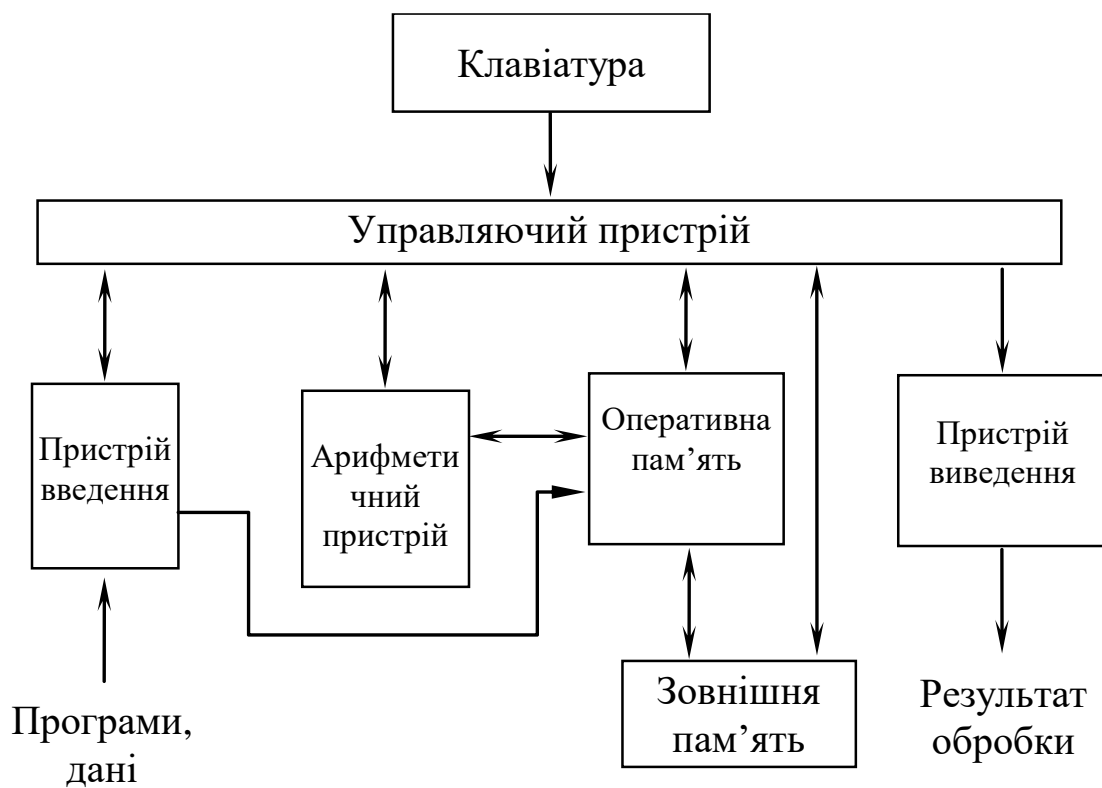 Клавіатура
Управляючий пристрій
Пристрій
введення
Арифмети
чний
пристрій
Оперативна
пам’ять
Пристрій
виведення
Програми,
дані
Зовнішня
пам’ять
Результат
обробки